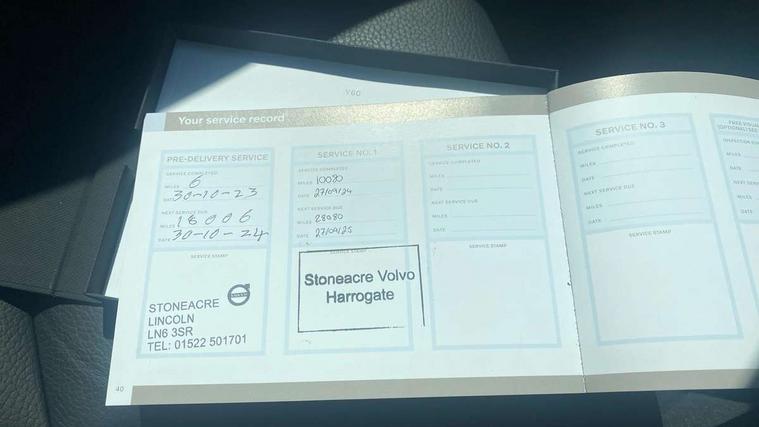 V60
Your service record
PRE-DELIVERY SERVICE
SERVICE COMPLETED
MILES 6
DATE 30-10-23
NEXT SERVICE DUE
MILES 18006
DATE 30-10-24
SERVICE STAMP
STONEACRE
LINCOLN
LN6 3SR
TEL: 01522 501701
SERVICE NO. 1
SERVICE COMPLETED
MILES 10080
DATE 27/09/24
NEXT SERVICE DUE
MILES 28080
DATE 27/09/25
SERVICE STAMP
Stoneacre Volvo
Harrogate
SERVICE NO. 2
SERVICE COMPLETED
MILES
DATE
NEXT SERVICE DUE
MILES
DATE
SERVICE STAMP
SERVICE NO. 3
SERVICE COMPLETED
MILES
DATE
NEXT SERVICE DUE
MILES
DATE
SERVICE STAMP
MILES
DATE
MILES
DATE
40